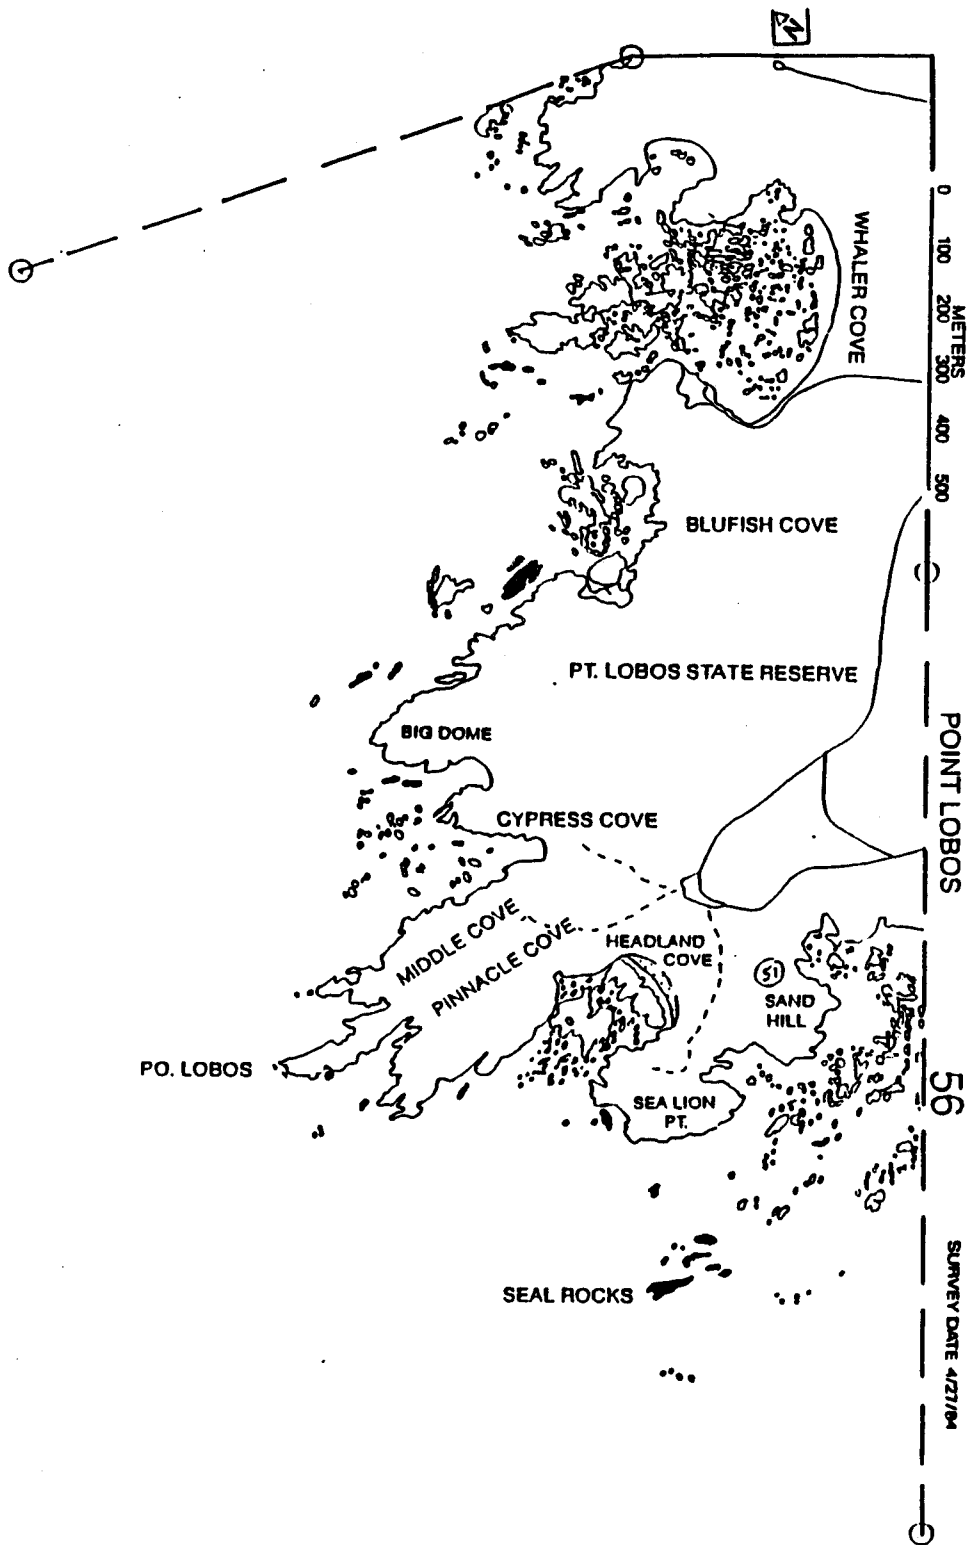 N
0
100
200
300
400
500
METERS
WHALER COVE
BLUFISH COVE
PT. LOBOS STATE RESERVE
POINT LOBOS
BIG DOME
CYPRESS COVE
MIDDLE COVE
PINNACLE COVE
HEADLAND
COVE
51
SAND
HILL
PO. LOBOS
SEA LION
PT.
56
SEAL ROCKS
SURVEY DATE 4/27/84